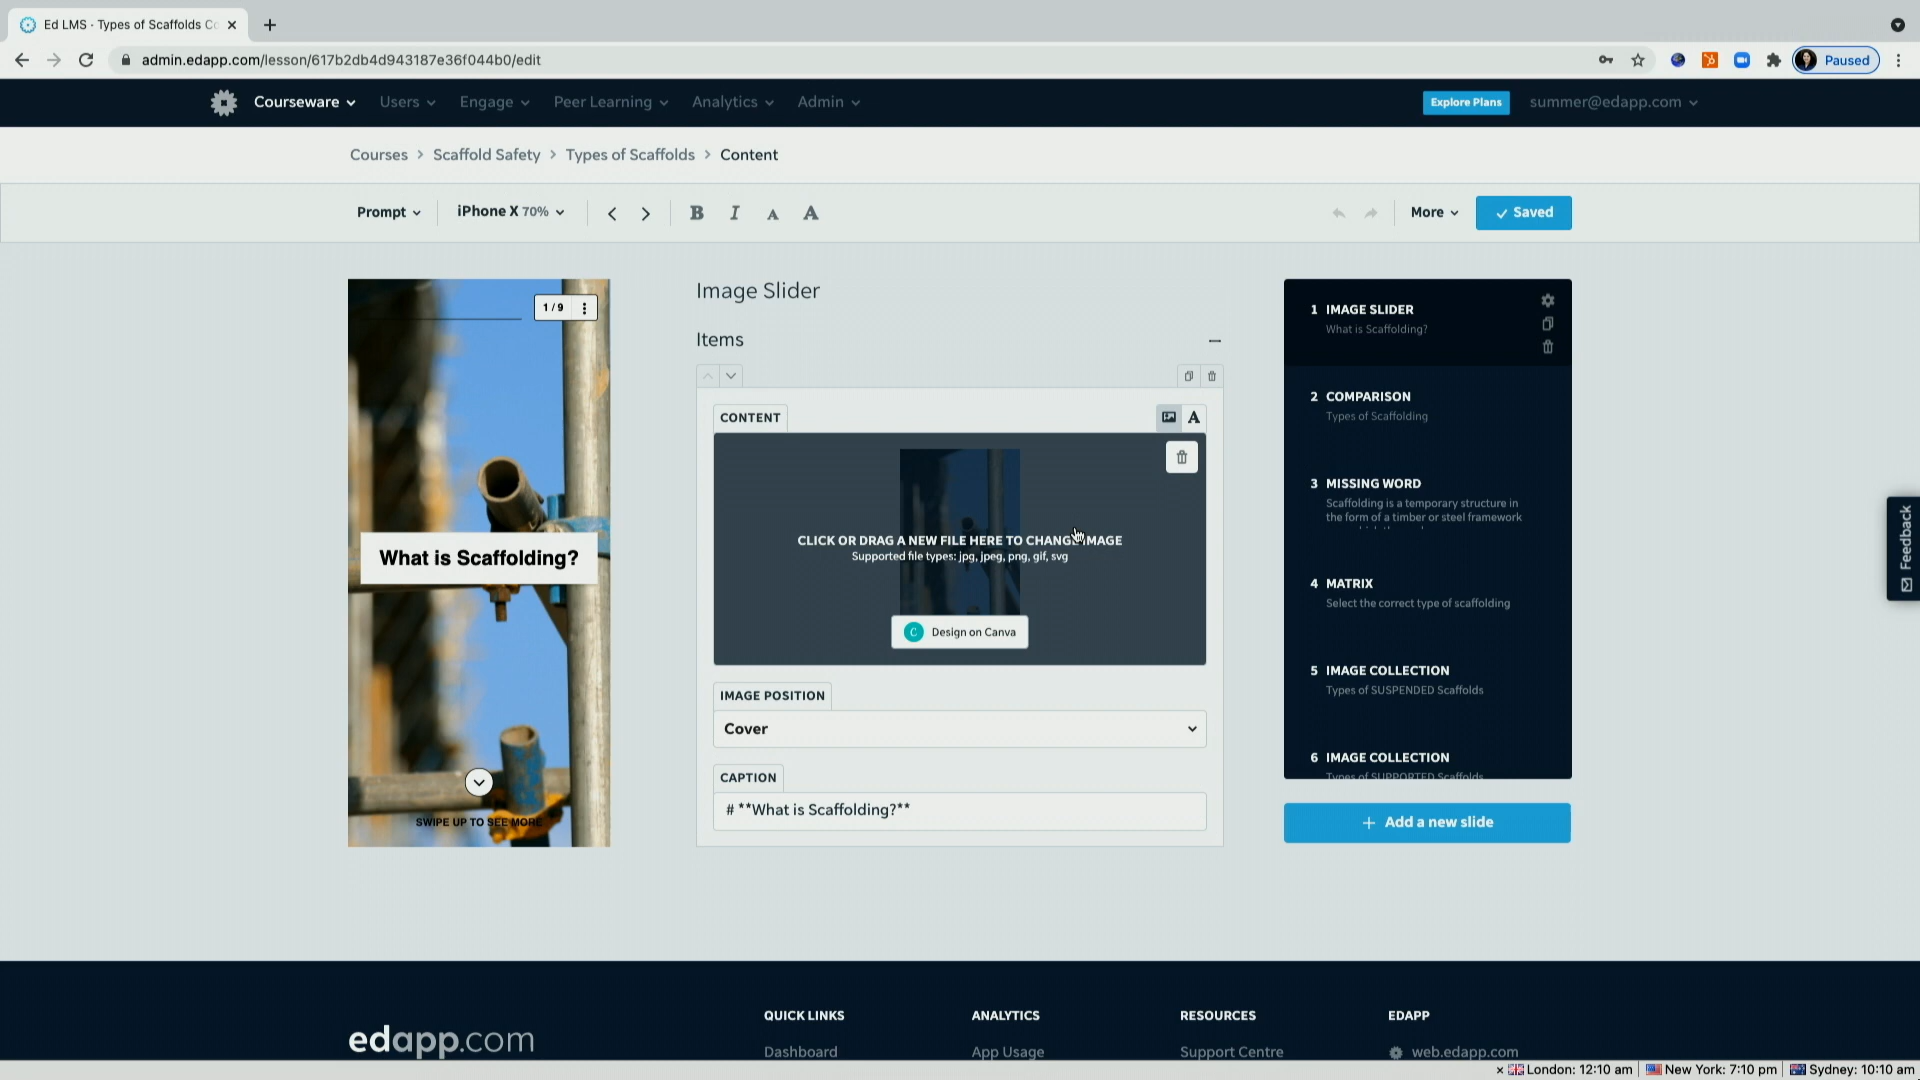 Ed LMS · Types of Scaffolds Co
admin.edapp.com/lesson/617b2db4d943187e36f044b0/edit
Paused
Courseware
Users
Engage
Peer Learning
Analytics
Admin
Explore Plans
summer@edapp.com
Courses > Scaffold Safety > Types of Scaffolds > Content
Prompt
iPhone X 70%
B I A A
More
Saved
1 / 9
What is Scaffolding?
SWIPE UP TO SEE MORE
Image Slider
Items
CONTENT
A
CLICK OR DRAG A NEW FILE HERE TO CHANGE IMAGE
Supported file types: jpg, jpeg, png, gif, svg
C Design on Canva
IMAGE POSITION
Cover
CAPTION
# **What is Scaffolding?**
1 IMAGE SLIDER
What is Scaffolding?
2 COMPARISON
Types of Scaffolding
3 MISSING WORD
Scaffolding is a temporary structure in
the form of a timber or steel framework
4 MATRIX
Select the correct type of scaffolding
5 IMAGE COLLECTION
Types of SUSPENDED Scaffolds
6 IMAGE COLLECTION
Types of SUPPORTED Scaffolds
+ Add a new slide
Feedback
edapp.com
QUICK LINKS
Dashboard
ANALYTICS
App Usage
RESOURCES
Support Centre
EDAPP
web.edapp.com
× London: 12:10 am
New York: 7:10 pm
Sydney: 10:10 am